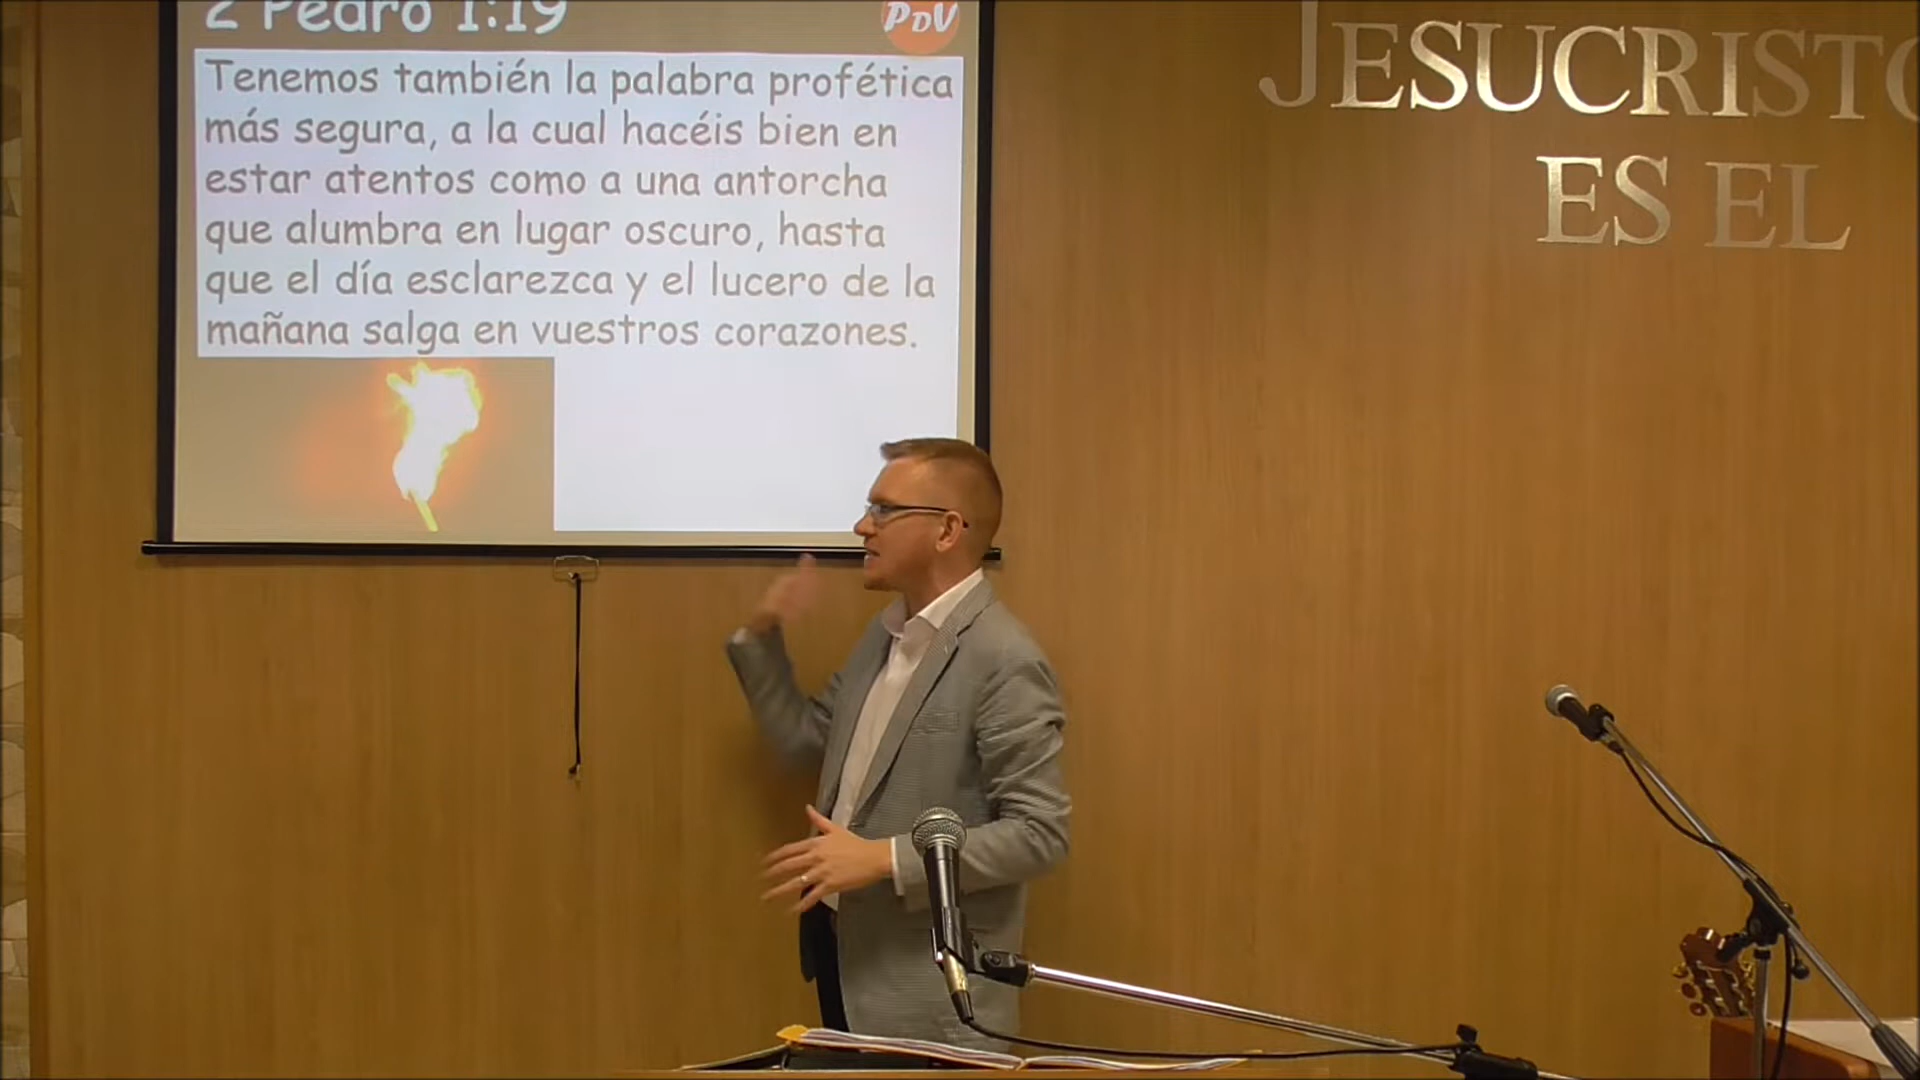 2 Pedro 1:19
PDV
Tenemos también la palabra profética
más segura, a la cual hacéis bien en
estar atentos como a una antorcha
que alumbra en lugar oscuro, hasta
que el día esclarezca y el lucero de la
mañana salga en vuestros corazones.
JESUCRISTO
ES EL